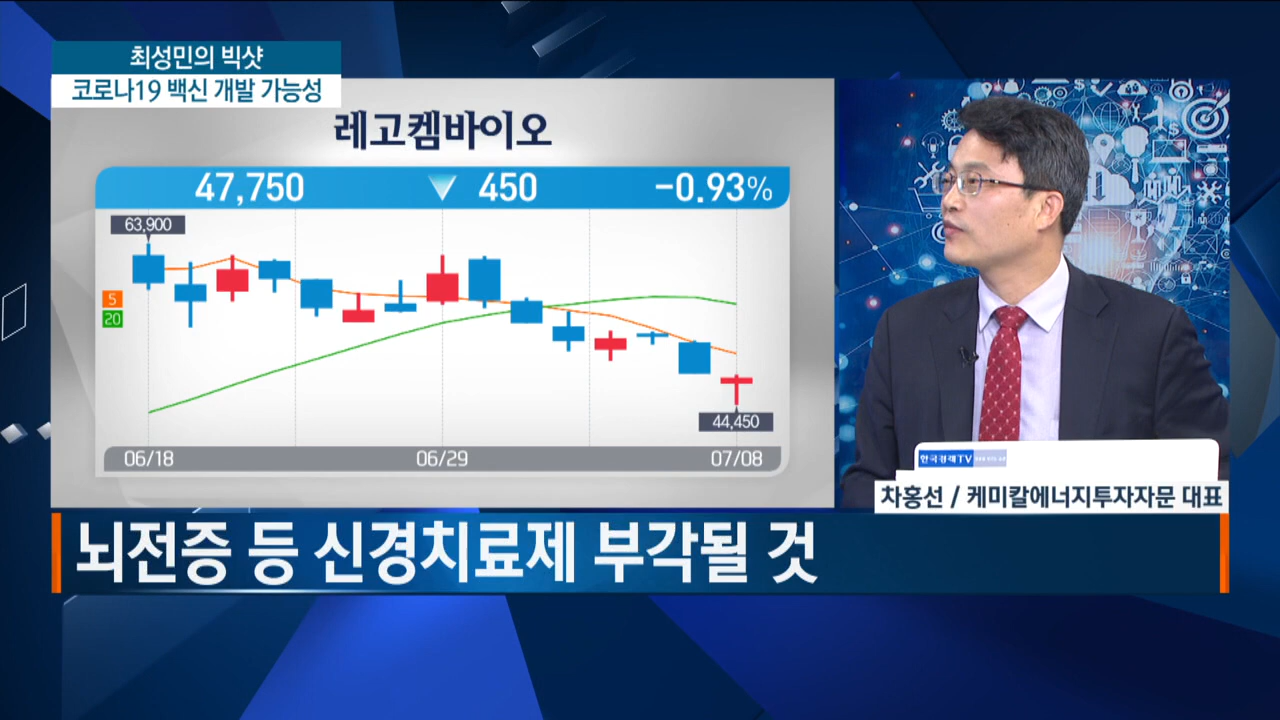 최성민의 빅샷
코로나19 백신 개발 가능성
레고켐바이오
47,750 ▼ 450 -0.93%
63,900
5
20
44,450
06/18 06/29 07/08
한국경제TV
차홍선 / 케미칼에너지투자자문 대표
뇌전증 등 신경치료제 부각될 것